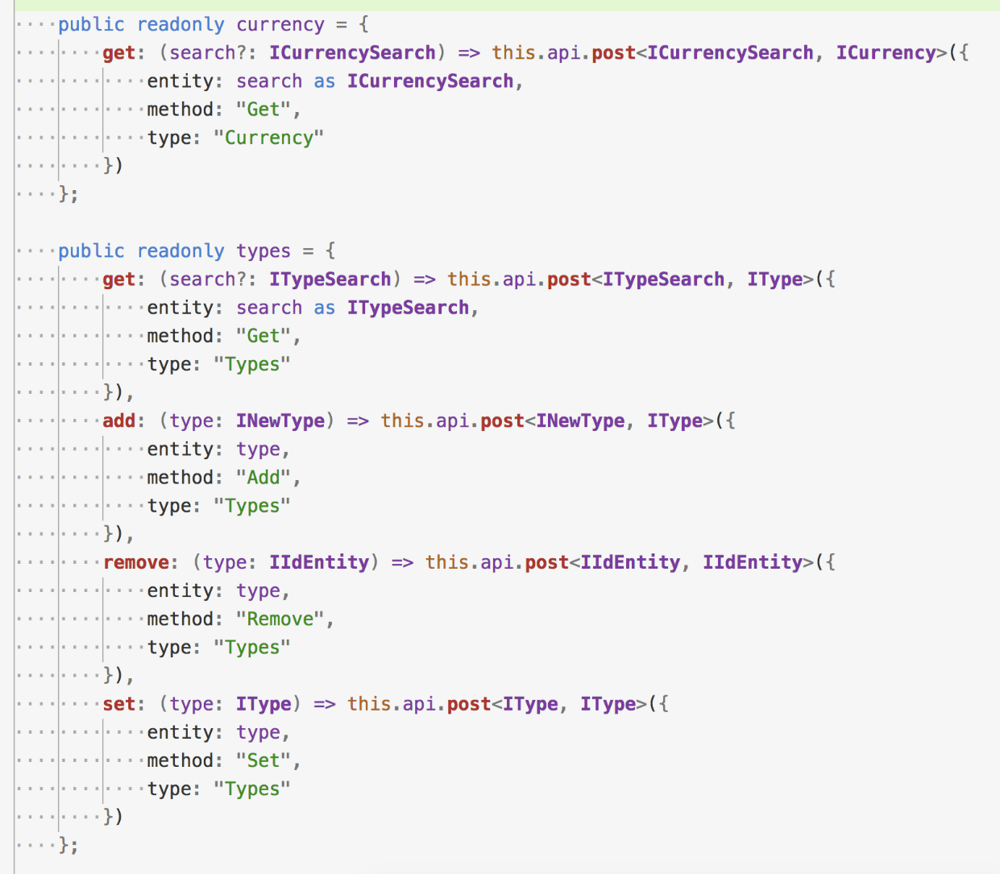 public readonly currency = {
get: (search?: ICurrencySearch) => this.api.post<ICurrencySearch, ICurrency>({
entity: search as ICurrencySearch,
method: "Get",
type: "Currency"
})
};
public readonly types = {
get: (search?: ITypeSearch) => this.api.post<ITypeSearch, IType>({
entity: search as ITypeSearch,
method: "Get",
type: "Types"
}),
add: (type: INewType) => this.api.post<INewType, IType>({
entity: type,
method: "Add",
type: "Types"
}),
remove: (type: IIdEntity) => this.api.post<IIdEntity, IIdEntity>({
entity: type,
method: "Remove",
type: "Types"
}),
set: (type: IType) => this.api.post<IType, IType>({
entity: type,
method: "Set",
type: "Types"
})
};